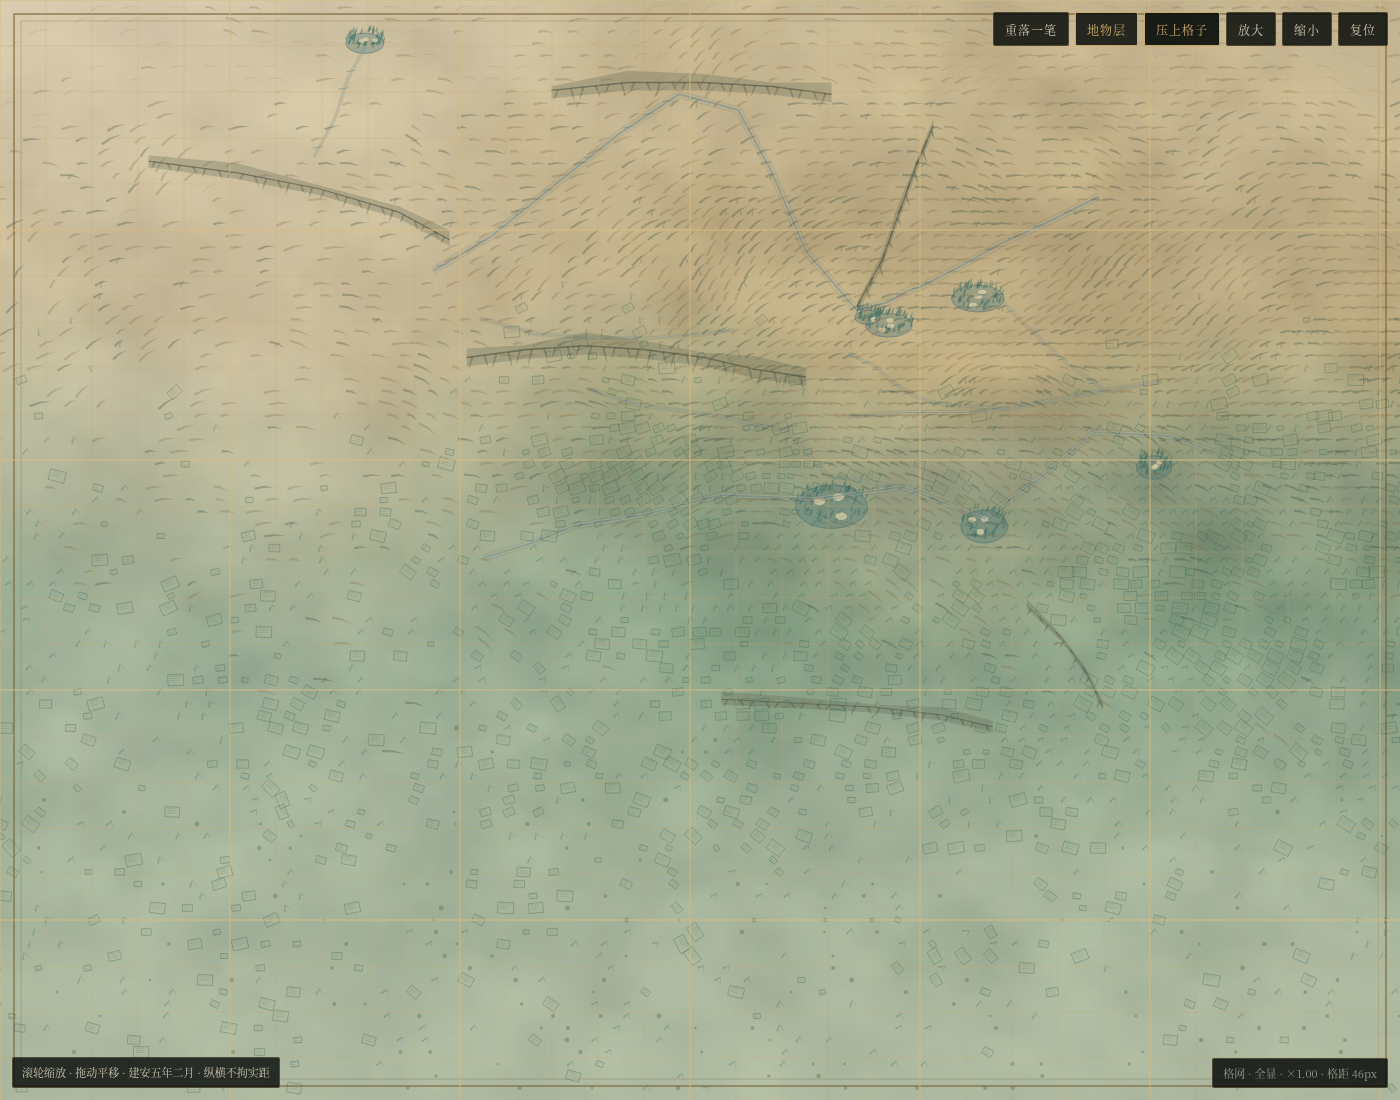 重落一笔 地物层 压上格子 放大 缩小 复位
滚轮缩放 · 拖动平移 · 建安五年二月 · 纵横不拘实距
格网 · 全显 · ×1.00 · 格距 46px